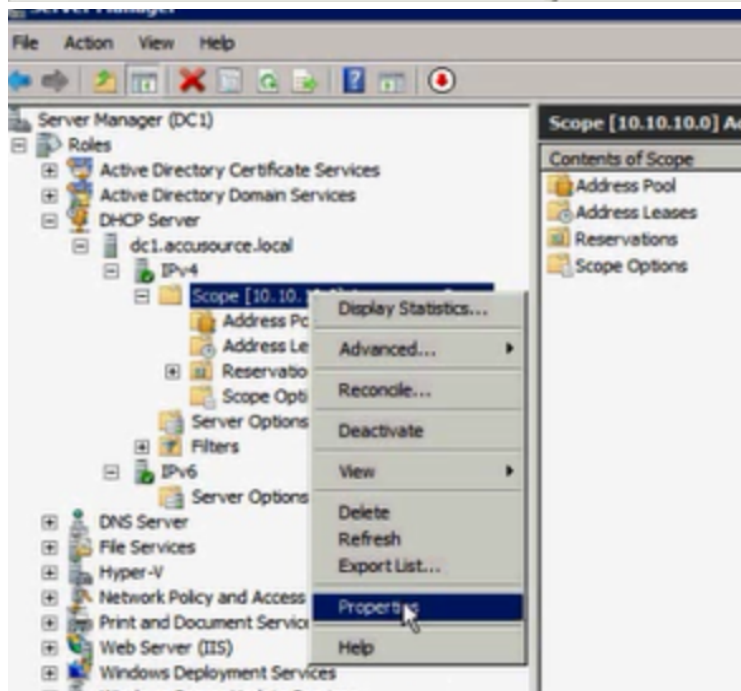 Server Manager
File Action View Help
Server Manager (DC1)
Roles
Active Directory Certificate Services
Active Directory Domain Services
DHCP Server
dc1.accusource.local
IPv4
Scope [10.10.
Address Po
Address Le
Reservatio
Scope Opti
Server Options
Filters
IPv6
Server Options
DNS Server
File Services
Hyper-V
Network Policy and Access
Print and Document Servic
Web Server (IIS)
Windows Deployment Services
Display Statistics...
Advanced...
Reconcile...
Deactivate
View
Delete
Refresh
Export List...
Properties
Help
Scope [10.10.10.0] Ac
Contents of Scope
Address Pool
Address Leases
Reservations
Scope Options